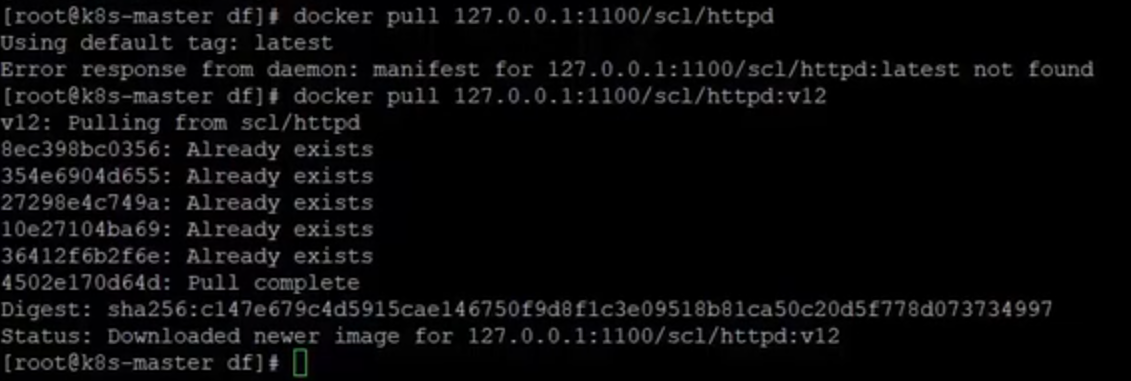 [root@k8s-master df]# docker pull 127.0.0.1:1100/scl/httpd
Using default tag: latest
Error response from daemon: manifest for 127.0.0.1:1100/scl/httpd:latest not found
[root@k8s-master df]# docker pull 127.0.0.1:1100/scl/httpd:v12
v12: Pulling from scl/httpd
8ec398bc0356: Already exists
354e6904d655: Already exists
27298e4c749a: Already exists
10e27104ba69: Already exists
36412f6b2f6e: Already exists
4502e170d64d: Pull complete
Digest: sha256:c147e679c4d5915cae146750f9d8f1c3e09518b81ca50c20d5f778d073734997
Status: Downloaded newer image for 127.0.0.1:1100/scl/httpd:v12
[root@k8s-master df]#